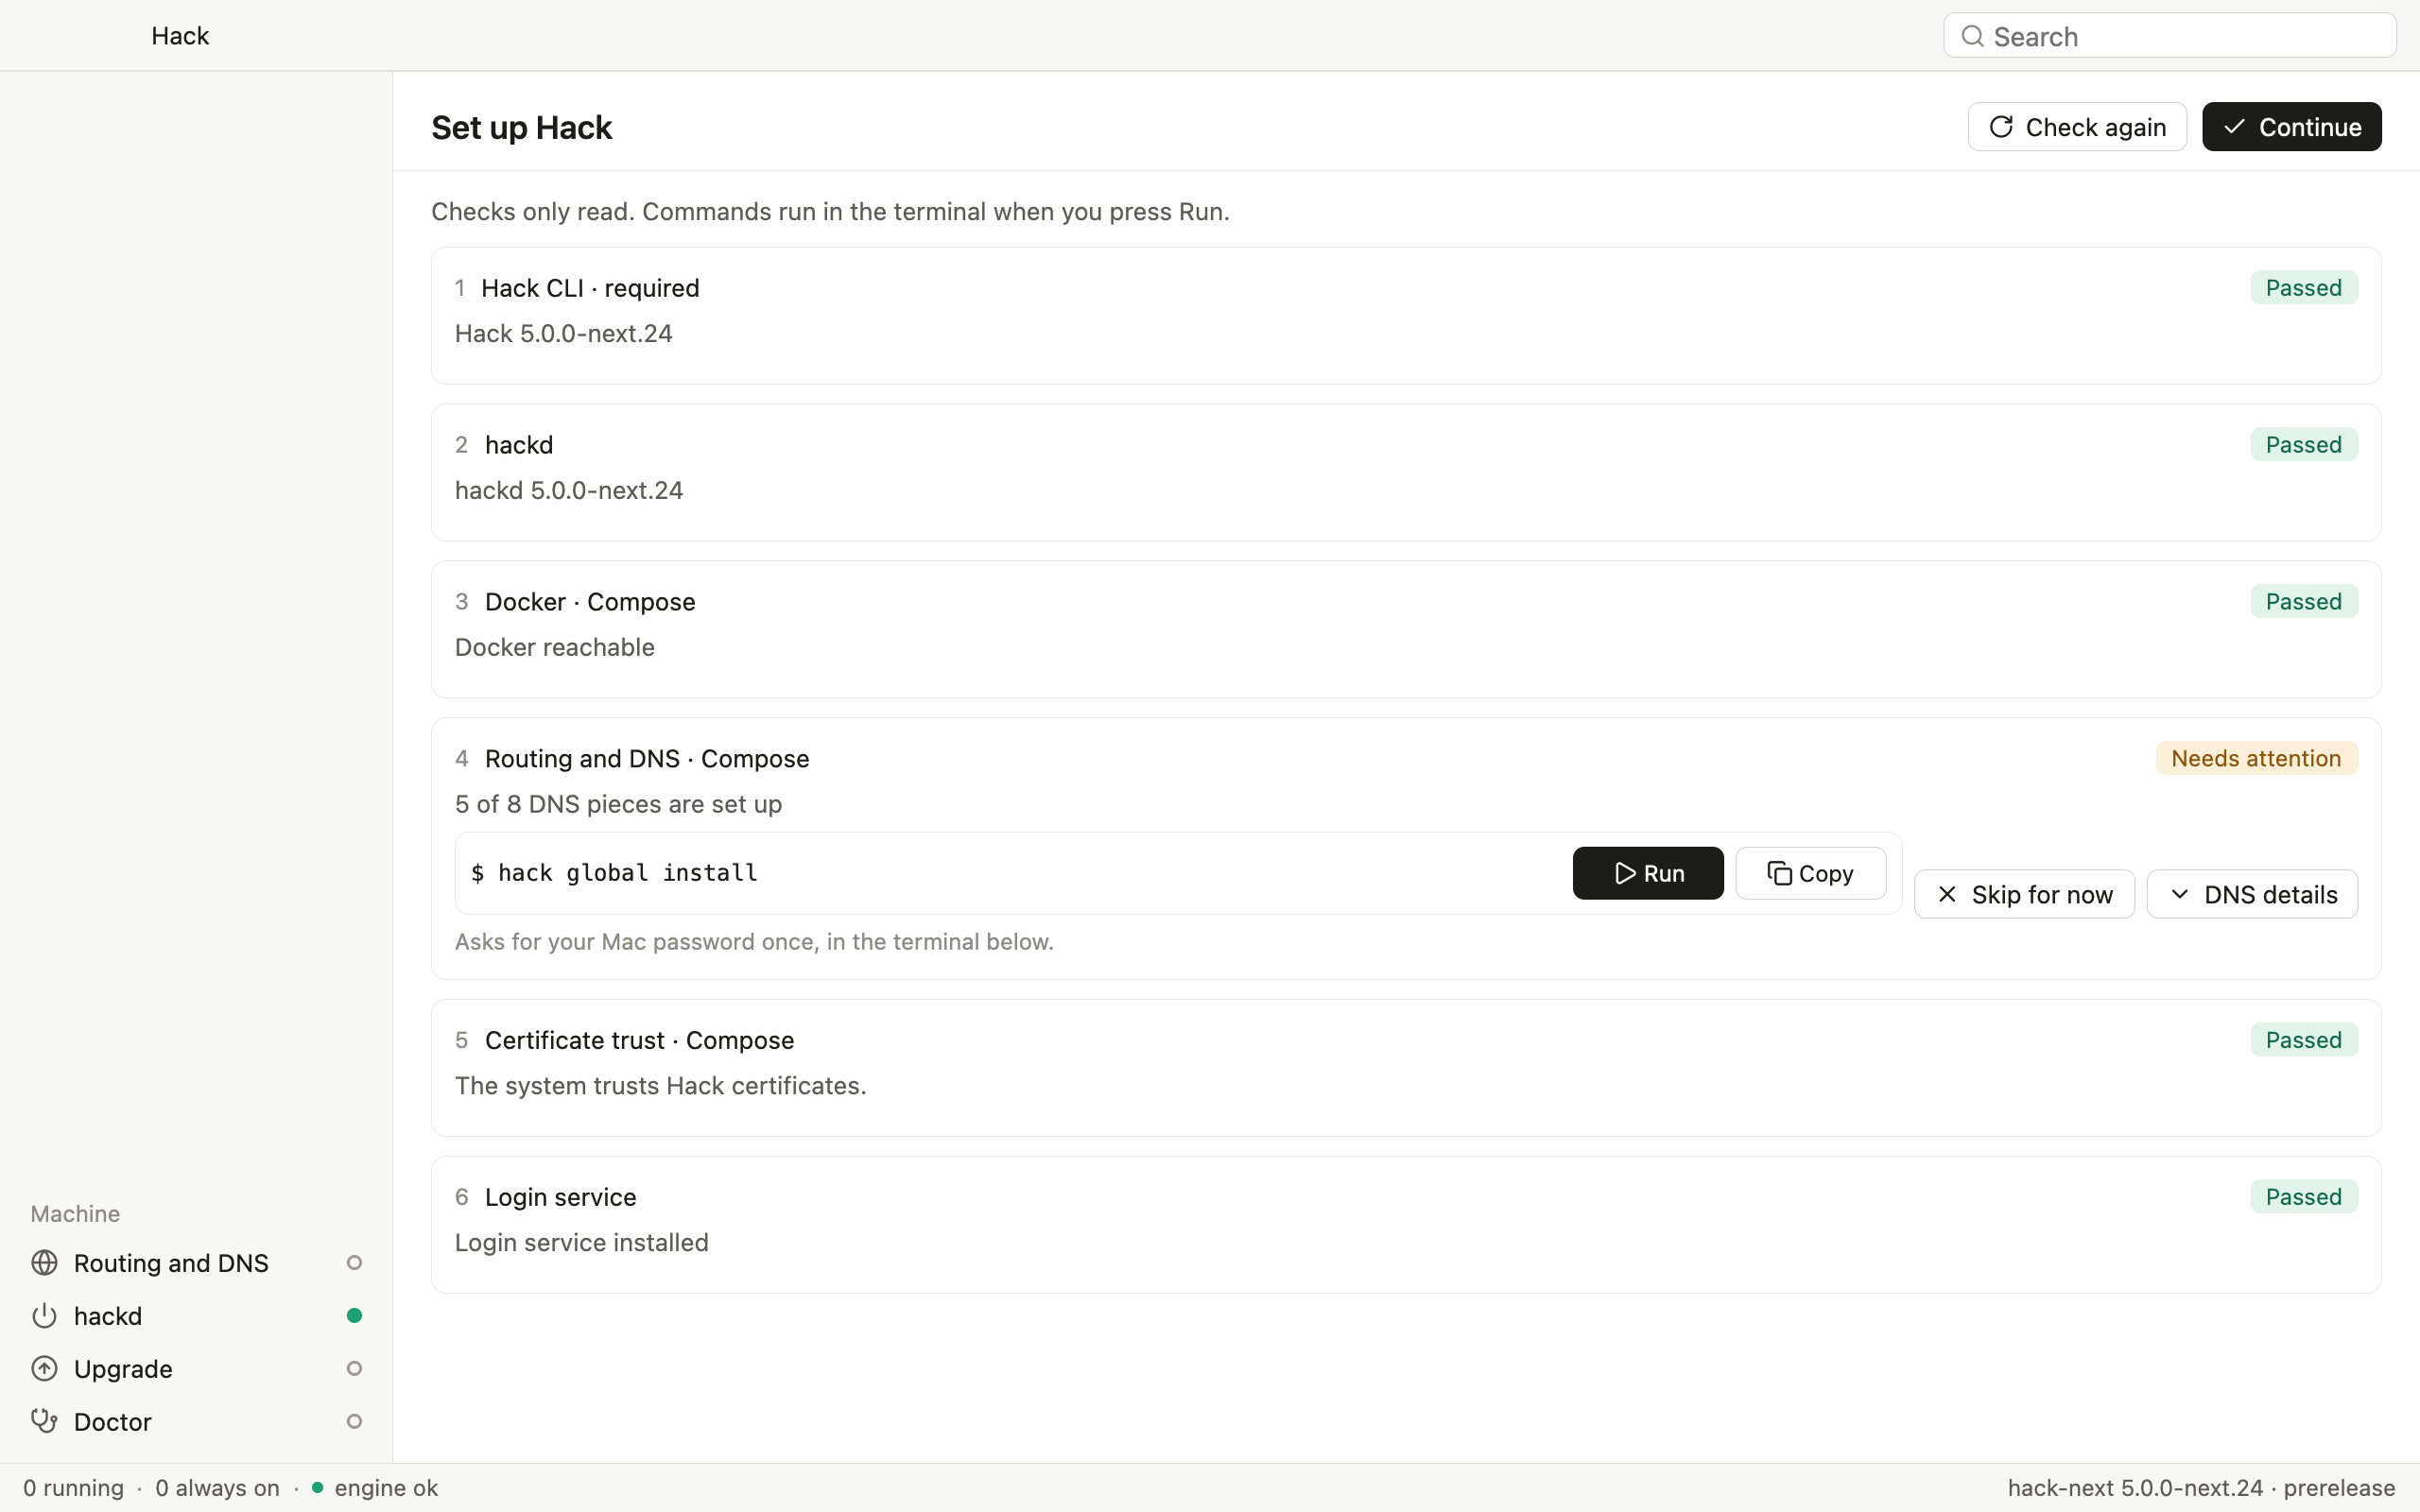 Hack
Search
Set up Hack
Check again
Continue
Checks only read. Commands run in the terminal when you press Run.
1 Hack CLI · required
Passed
Hack 5.0.0-next.24
2 hackd
Passed
hackd 5.0.0-next.24
3 Docker · Compose
Passed
Docker reachable
4 Routing and DNS · Compose
Needs attention
5 of 8 DNS pieces are set up
$ hack global install
Run
Copy
Skip for now
DNS details
Asks for your Mac password once, in the terminal below.
5 Certificate trust · Compose
Passed
The system trusts Hack certificates.
6 Login service
Passed
Login service installed
Machine
Routing and DNS
hackd
Upgrade
Doctor
0 running · 0 always on · engine ok
hack-next 5.0.0-next.24 · prerelease